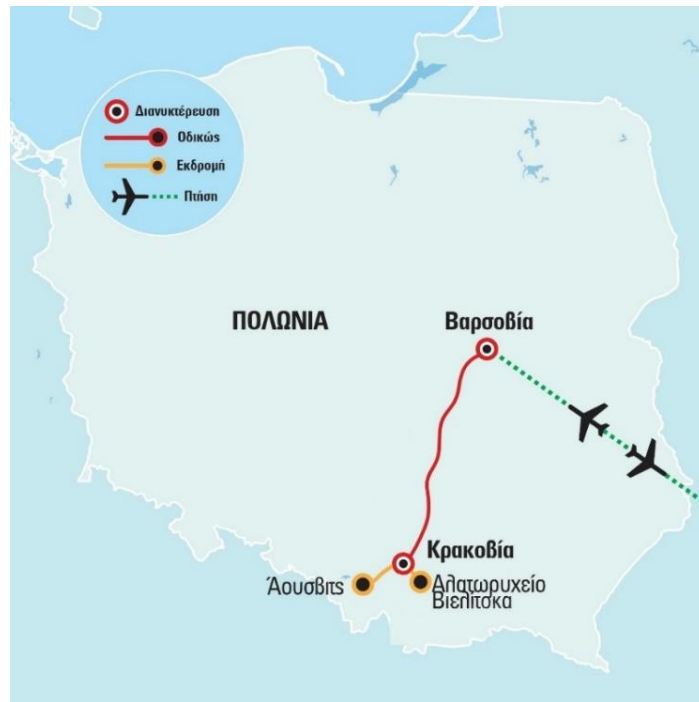 Διανυκτέρευση
Οδικώς
Εκδρομή
Πτήση
ΠΟΛΩΝΙΑ
Βαρσοβία
Κρακοβία
Άουσβιτς
Αλατωρυχείο
Βιελίτσκα